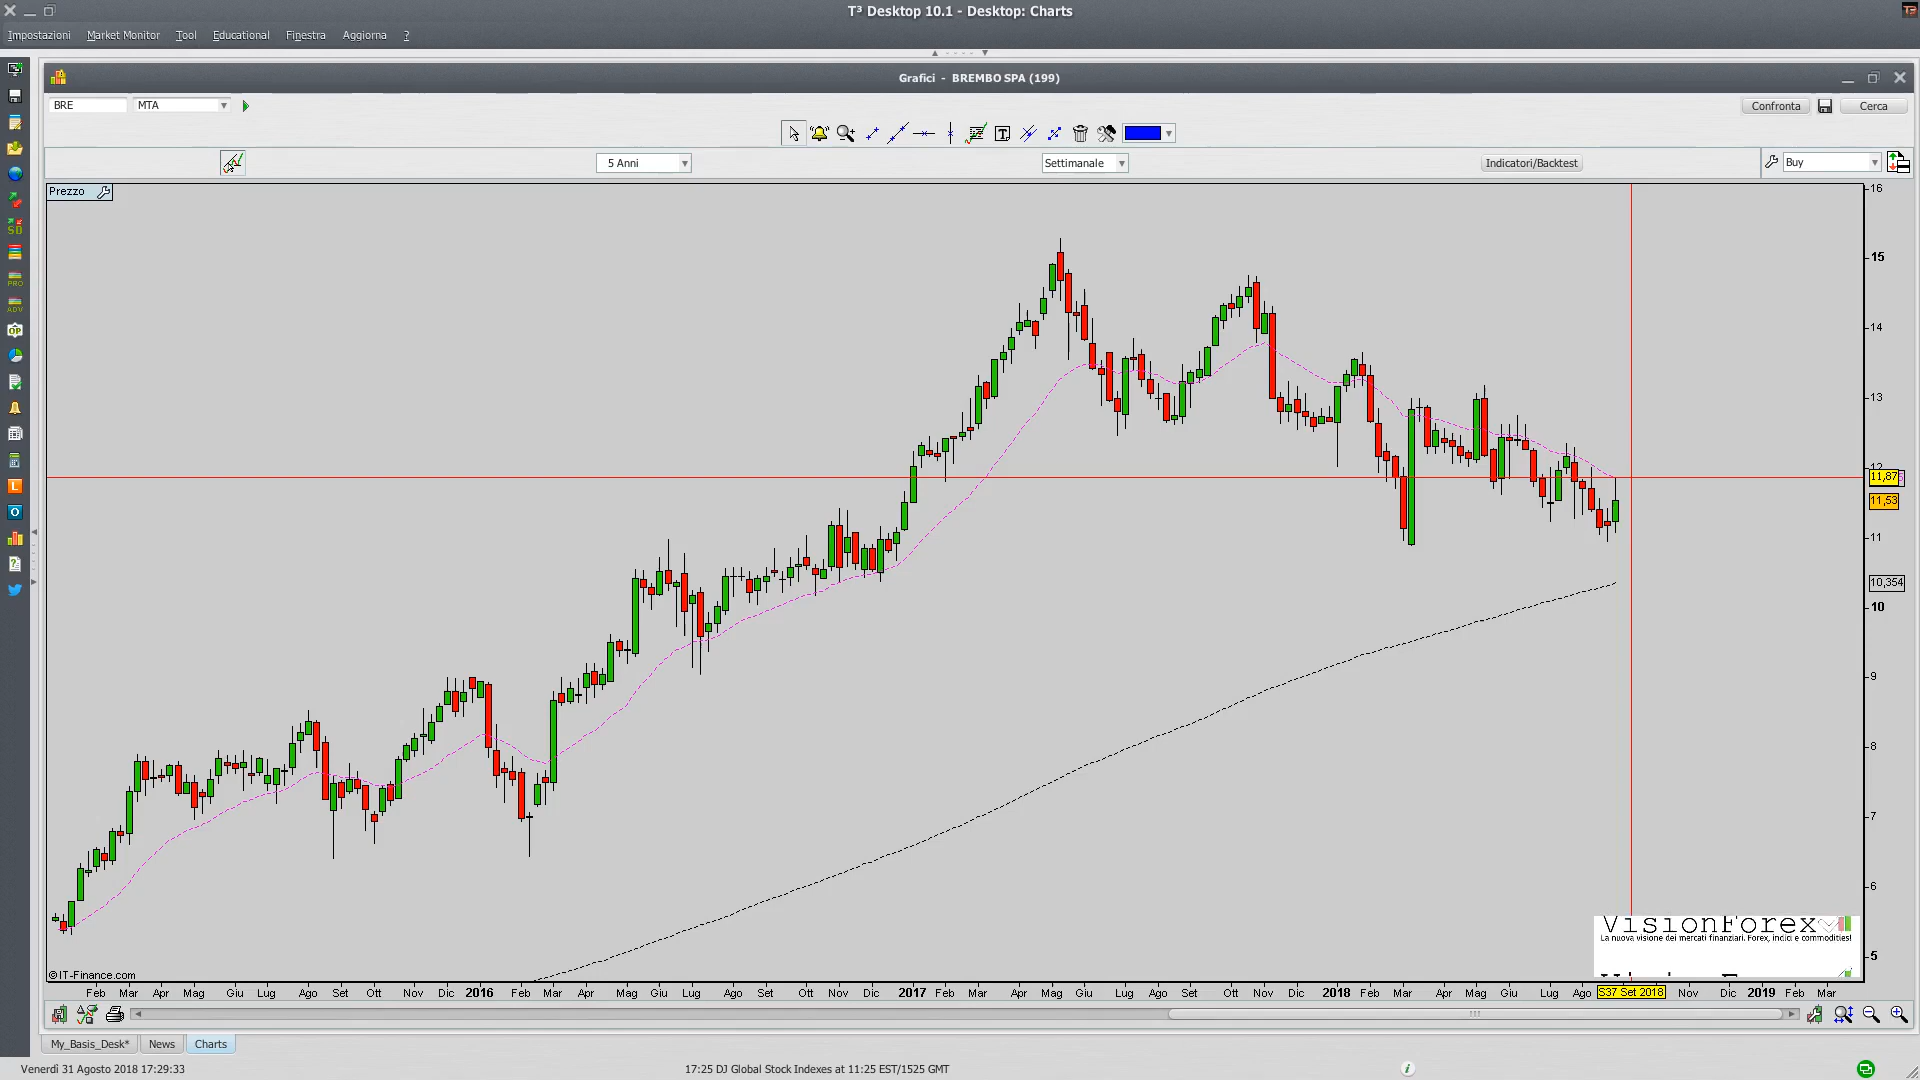 T³ Desktop 10.1 - Desktop: Charts
Impostazioni Market Monitor Tool Educational Finestra Aggiorna ?
Grafici - BREMBO SPA (199)
BRE MTA Confronta Cerca
5 Anni Settimanale Indicatori/Backtest Buy
Prezzo
16
15
14
13
12
11,87
11,53
11
10,354
10
9
8
7
6
5
SO
PRO
ADV
OP
L
O
VisionForex
La nuova visione dei mercati finanziari. Forex, indici e commodities!
©IT-Finance.com
Feb Mar Apr Mag Giu Lug Ago Set Ott Nov Dic 2016 Feb Mar Apr Mag Giu Lug Ago Set Ott Nov Dic 2017 Feb Mar Apr Mag Giu Lug Ago Set Ott Nov Dic 2018 Feb Mar Apr Mag Giu Lug Ago S37 Set 2018 Nov Dic 2019 Feb Mar
My_Basis_Desk* News Charts
Venerdì 31 Agosto 2018 17:29:33 17:25 DJ Global Stock Indexes at 11:25 EST/1525 GMT